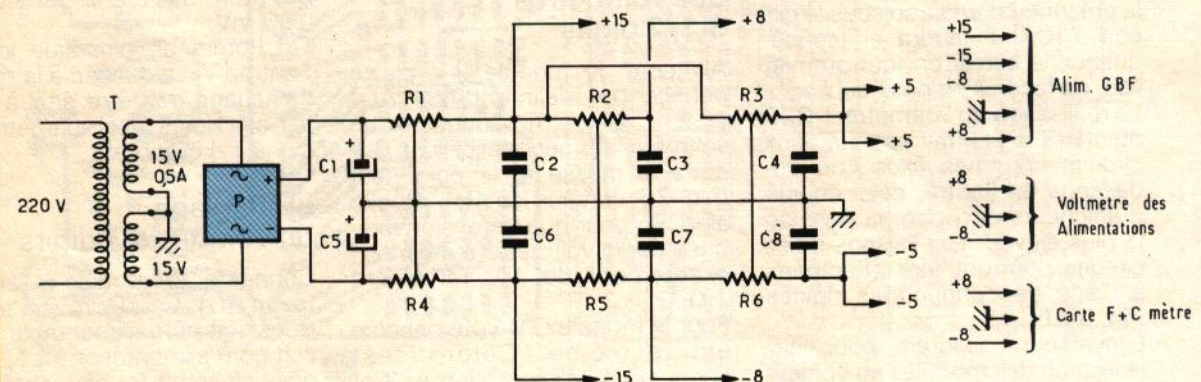 +15
+8
T
15V
0,5A
220 V
15V
P
+
-
+
C1
+
C5
R1
R4
C2
C6
R2
R5
C3
C7
R3
R6
C4
C8
+5
+5
-5
-5
-15
-8
+15
-15
-8
+8
Alim. GBF
+8
-8
Voltmètre des
Alimentations
+8
-8
Carte F+C mètre